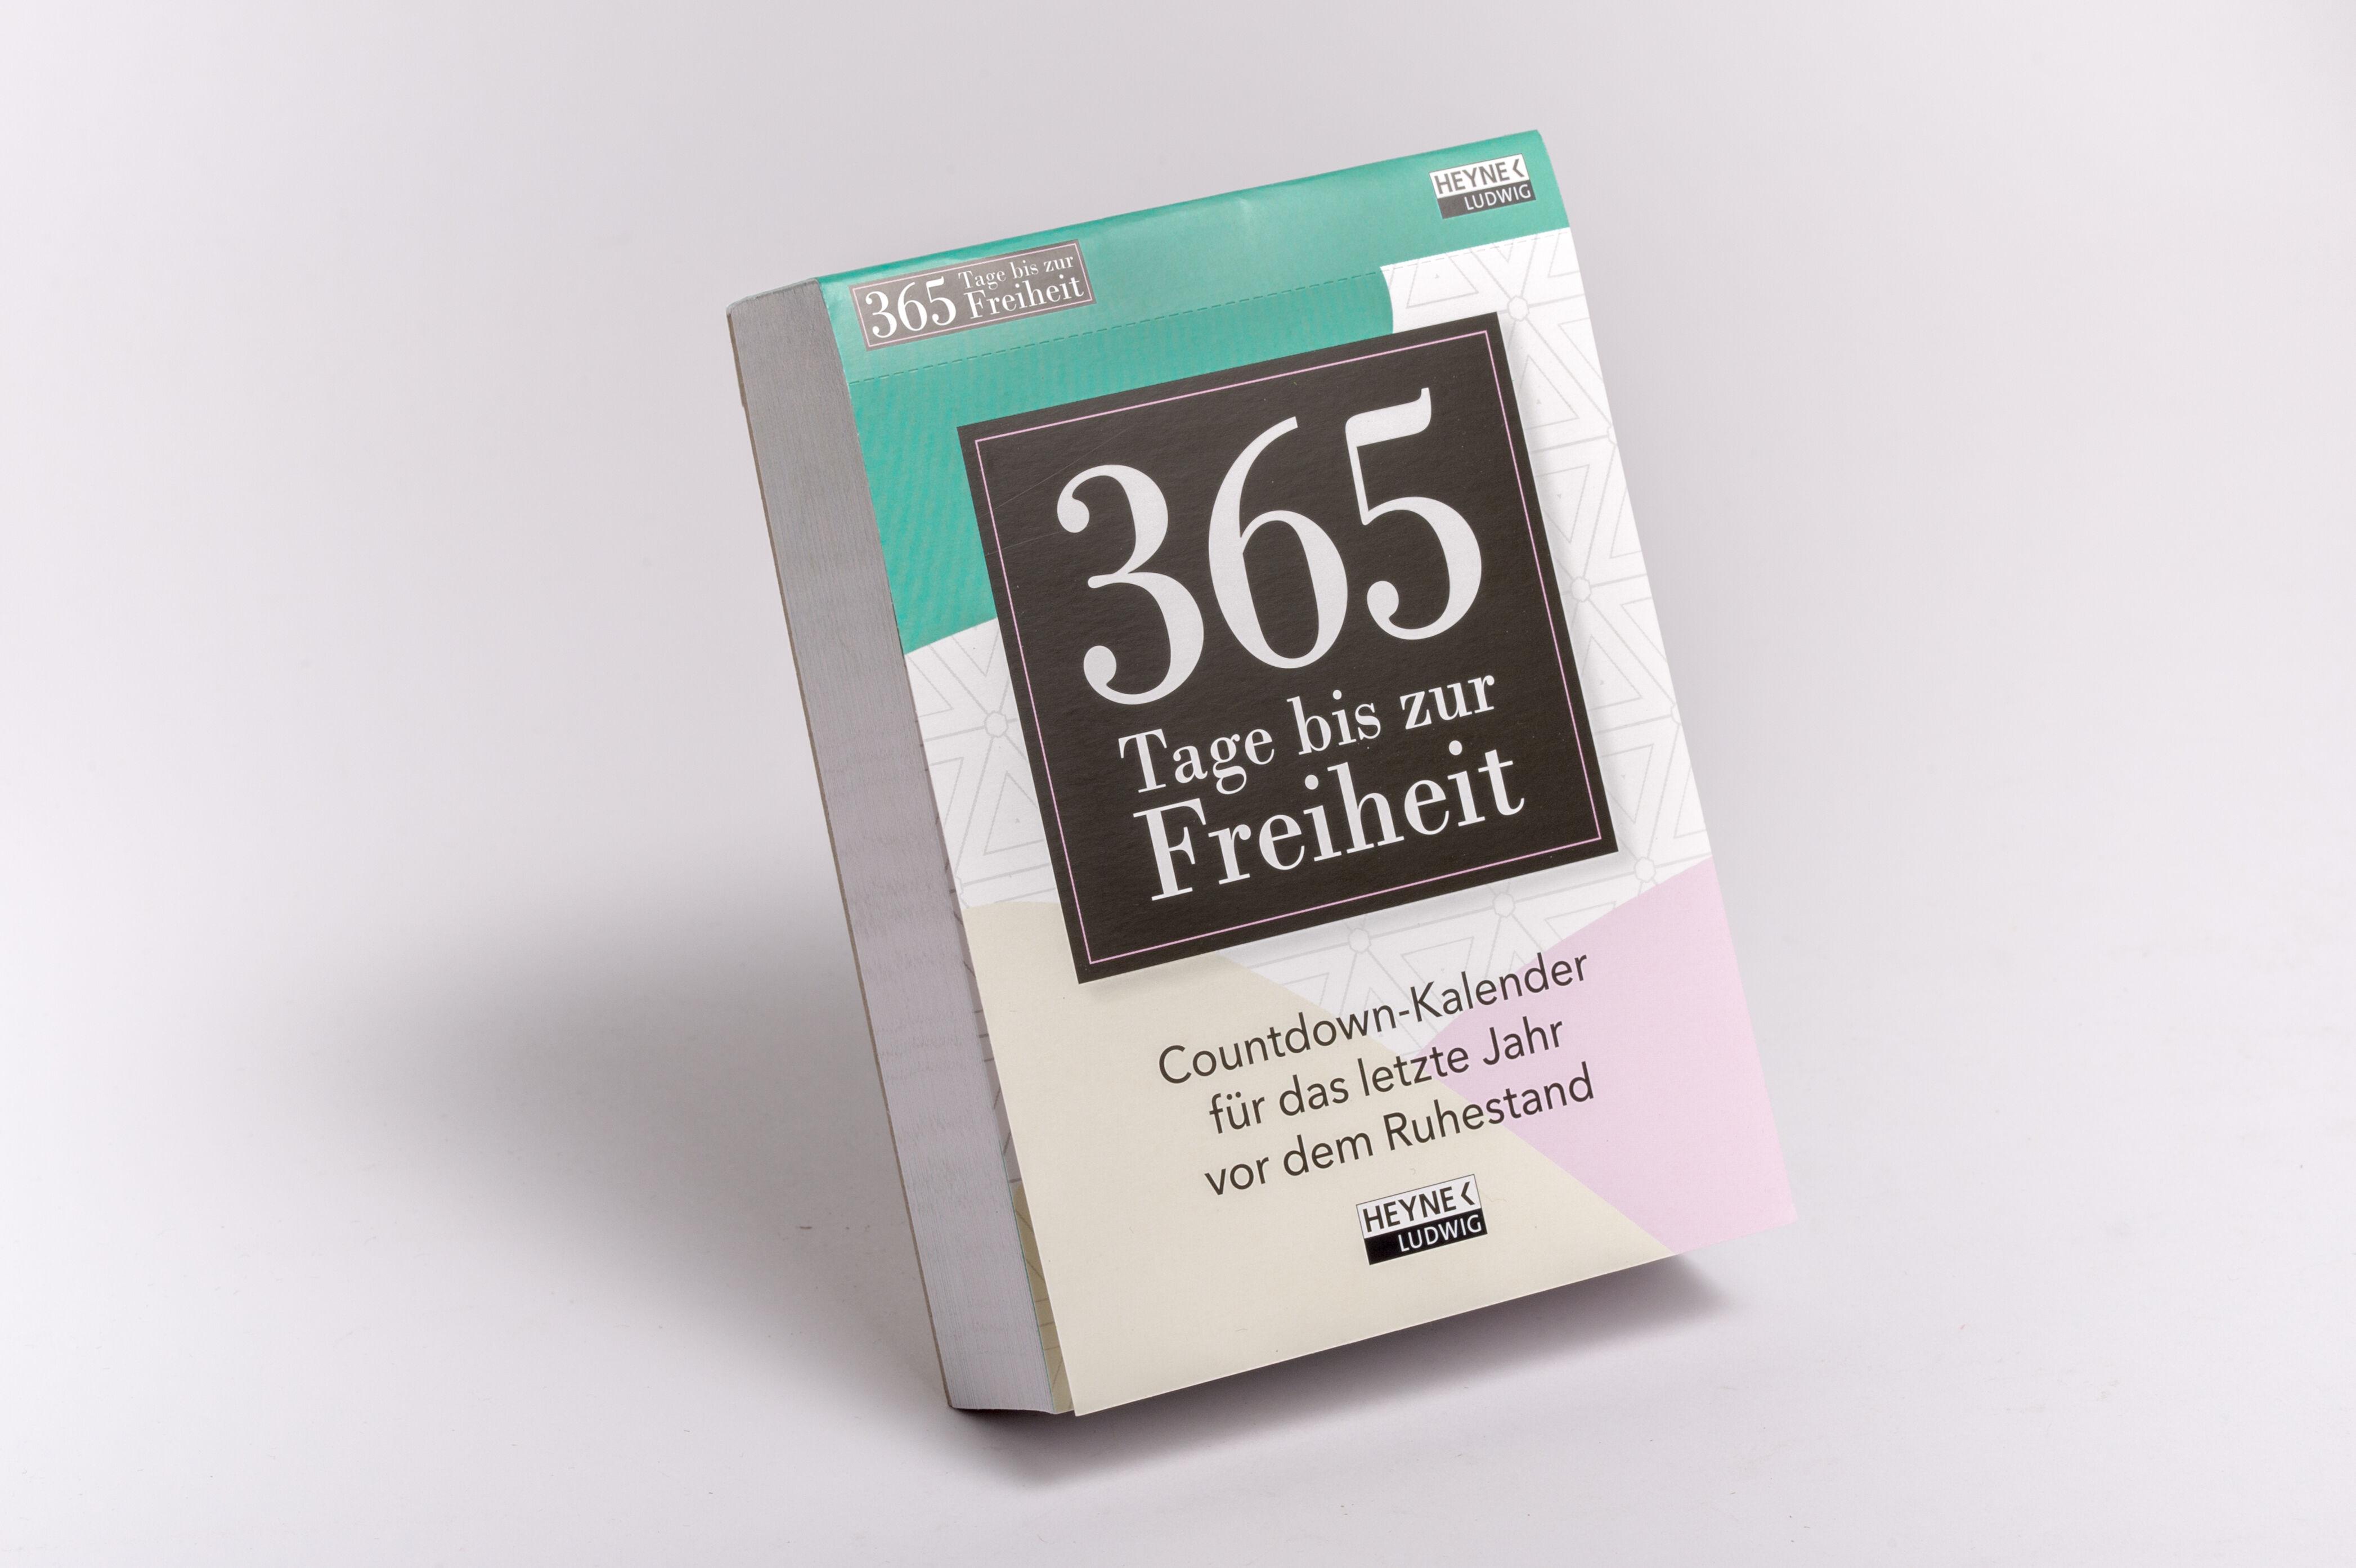 HEYNE<
LUDWIG
365 Tage bis zur
Freiheit
365
Tage bis zur
Freiheit
Countdown-Kalender
für das letzte Jahr
vor dem Ruhestand
HEYNE<
LUDWIG